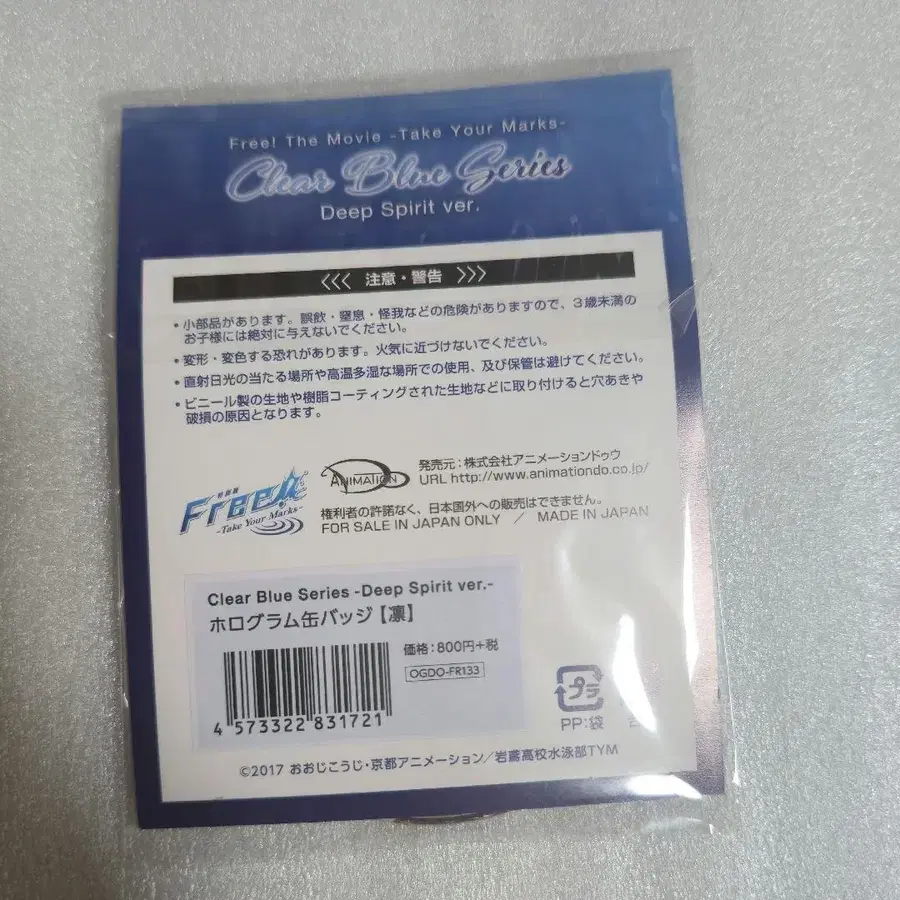 Free! The Movie -Take Your Marks-
Clear Blue Series
Deep Spirit ver.
<<< 注意・警告 >>>
・小部品があります。誤飲・窒息・怪我などの危険がありますので、3歳未満の
お子様には絶対に与えないでください。
・変形・変色する恐れがあります。火気に近づけないでください。
・直射日光の当たる場所や高温多湿な場所での使用、及び保管は避けてください。
・ビニール製の生地や樹脂コーティングされた生地などに取り付けると穴あきや
破損の原因となります。
特別版
Free!
-Take Your Marks-
ANIMATION
発売元:株式会社アニメーションドゥウ
URL http://www.animationdo.co.jp/
権利者の許諾なく、日本国外への販売はできません。
FOR SALE IN JAPAN ONLY / MADE IN JAPAN
Clear Blue Series -Deep Spirit ver.-
ホログラム缶バッジ【凛】
価格:800円+税
OGDO-FR133
4 573322 831721
プラ
PP:袋
©2017 おおじこうじ・京都アニメーション/岩鳶高校水泳部TYM